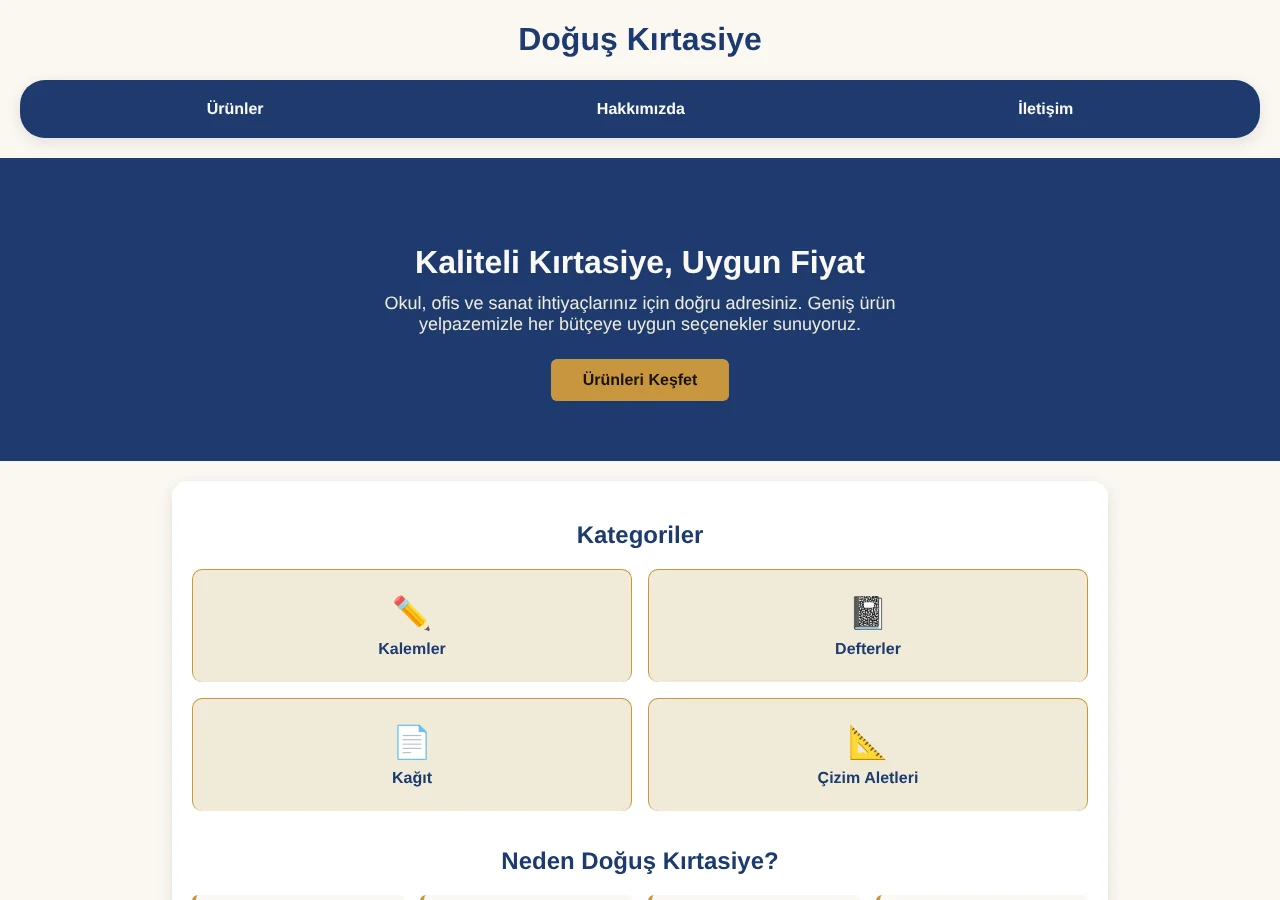 Doğuş Kırtasiye
Ürünler
Hakkımızda
İletişim
Kaliteli Kırtasiye, Uygun Fiyat
Okul, ofis ve sanat ihtiyaçlarınız için doğru adresiniz. Geniş ürün
yelpazemizle her bütçeye uygun seçenekler sunuyoruz.
Ürünleri Keşfet
Kategoriler
Kalemler
Defterler
Kağıt
Çizim Aletleri
Neden Doğuş Kırtasiye?